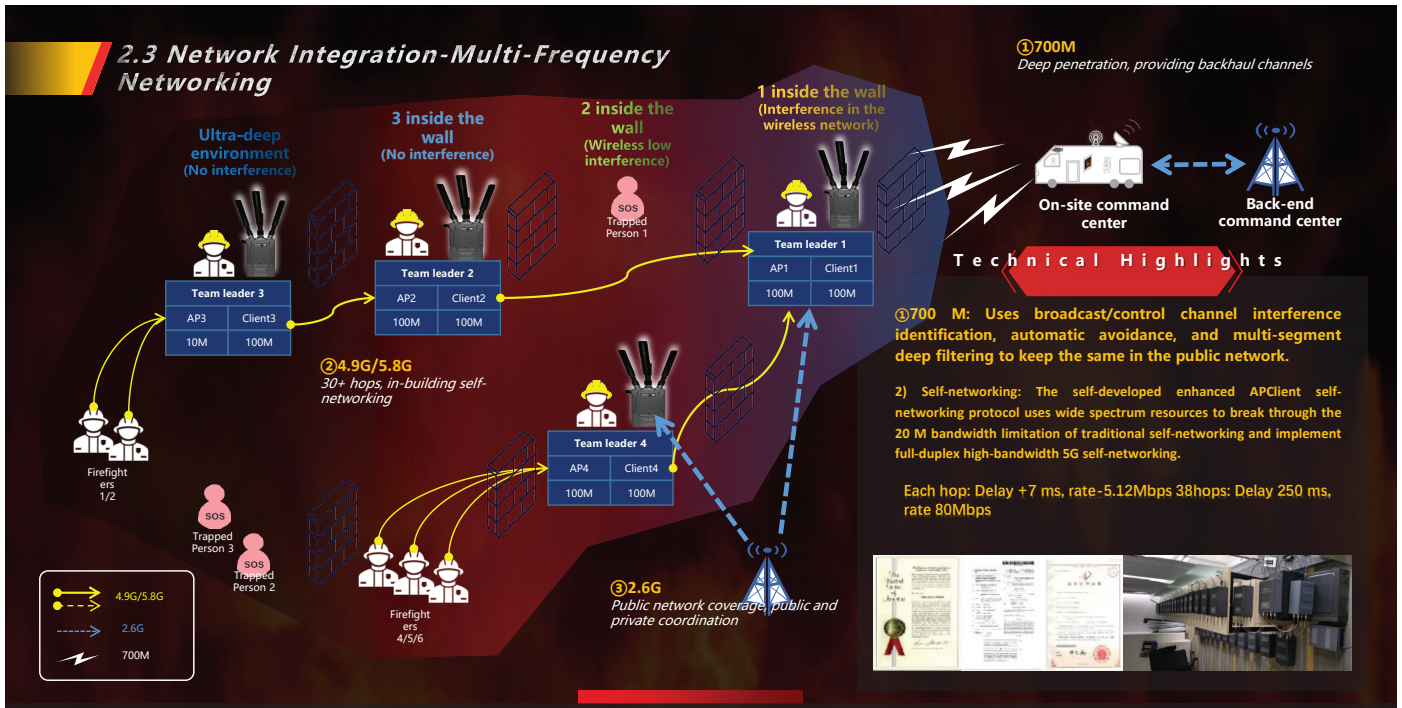 2.3 Network Integration-Multi-Frequency
Networking
①700M
Deep penetration, providing backhaul channels
Ultra-deep
environment
(No interference)
3 inside the
wall
(No interference)
2 inside the
wall
(Wireless low
interference)
1 inside the wall
(Interference in the
wireless network)
SOS
Trapped
Person 1
On-site command
center
Back-end
command center
Team leader 1
AP1
Client1
100M
100M
Team leader 2
AP2
Client2
100M
100M
Team leader 3
AP3
Client3
10M
100M
②4.9G/5.8G
30+ hops, in-building self-
networking
Team leader 4
AP4
Client4
100M
100M
Firefight
ers
1/2
SOS
Trapped
Person 3
SOS
Trapped
Person 2
Firefight
ers
4/5/6
③2.6G
Public network coverage, public and
private coordination
4.9G/5.8G
2.6G
700M
Technical Highlights
①700 M: Uses broadcast/control channel interference
identification, automatic avoidance, and multi-segment
deep filtering to keep the same in the public network.
2) Self-networking: The self-developed enhanced APClient self-
networking protocol uses wide spectrum resources to break through the
20 M bandwidth limitation of traditional self-networking and implement
full-duplex high-bandwidth 5G self-networking.
Each hop: Delay +7 ms, rate-5.12Mbps 38hops: Delay 250 ms,
rate 80Mbps